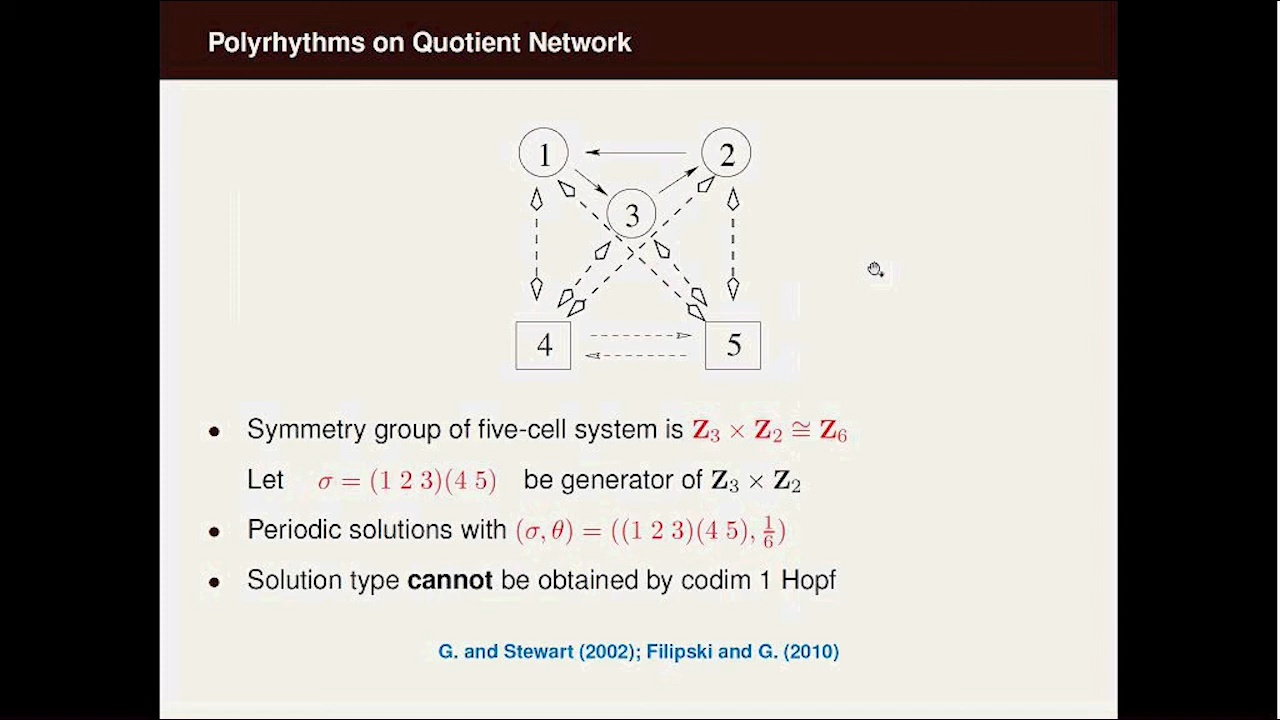 Polyrhythms on Quotient Network
1 2
3
4 5
• Symmetry group of five-cell system is Z₃ × Z₂ ≅ Z₆
Let σ = (1 2 3)(4 5) be generator of Z₃ × Z₂
• Periodic solutions with (σ, θ) = ((1 2 3)(4 5), 1/6)
• Solution type cannot be obtained by codim 1 Hopf
G. and Stewart (2002); Filipski and G. (2010)